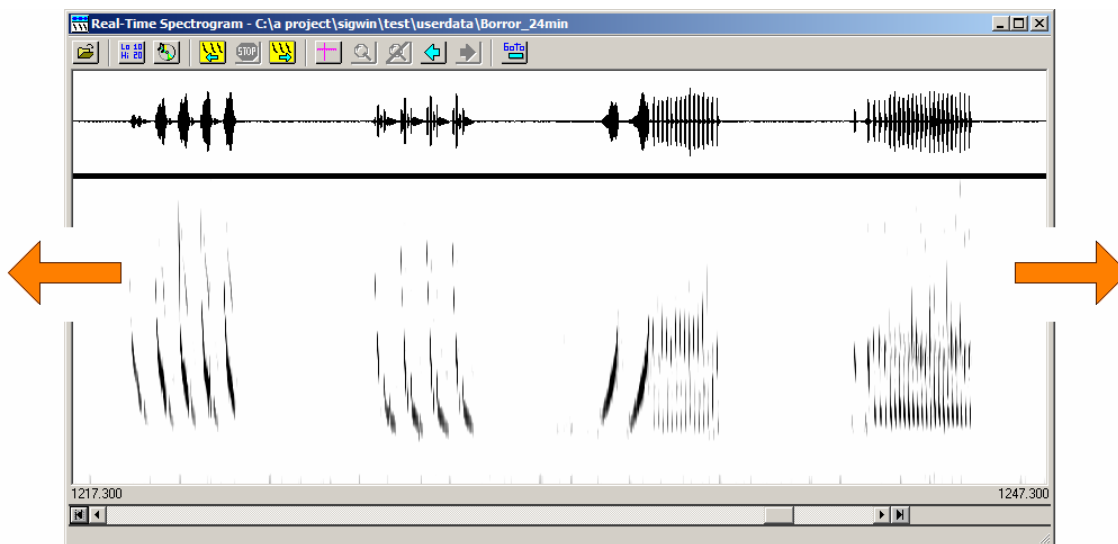 Real-Time Spectrogram - C:\a project\sigwin\test\userdata\Borror_24min
Lo 10
Hi 20
STOP
GoTo
1217.300
1247.300